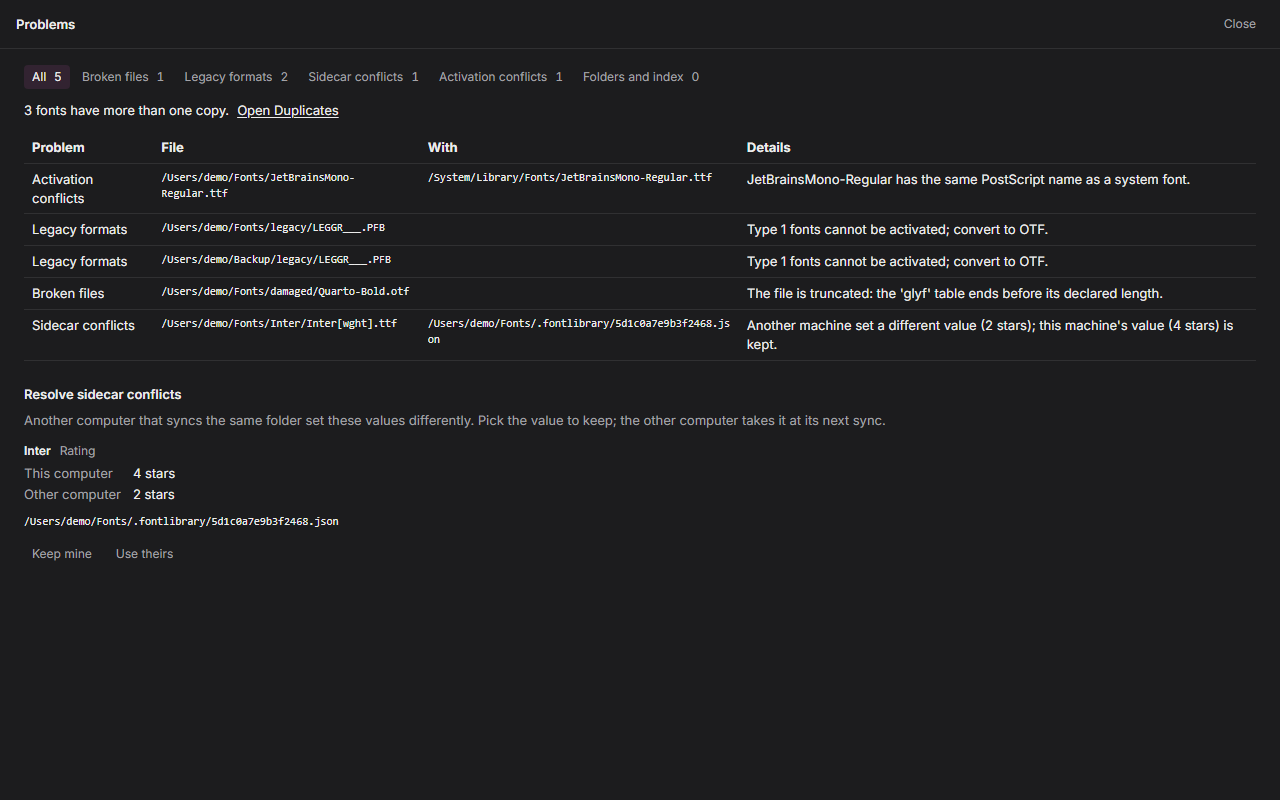 Problems
Close
All 5
Broken files 1
Legacy formats 2
Sidecar conflicts 1
Activation conflicts 1
Folders and index 0
3 fonts have more than one copy. Open Duplicates
Problem File With Details
Activation conflicts
/Users/demo/Fonts/JetBrainsMono-Regular.ttf
/System/Library/Fonts/JetBrainsMono-Regular.ttf
JetBrainsMono-Regular has the same PostScript name as a system font.
Legacy formats
/Users/demo/Fonts/legacy/LEGGR___.PFB
Type 1 fonts cannot be activated; convert to OTF.
Legacy formats
/Users/demo/Backup/legacy/LEGGR___.PFB
Type 1 fonts cannot be activated; convert to OTF.
Broken files
/Users/demo/Fonts/damaged/Quarto-Bold.otf
The file is truncated: the 'glyf' table ends before its declared length.
Sidecar conflicts
/Users/demo/Fonts/Inter/Inter[wght].ttf
/Users/demo/Fonts/.fontlibrary/5d1c0a7e9b3f2468.json
Another machine set a different value (2 stars); this machine's value (4 stars) is kept.
Resolve sidecar conflicts
Another computer that syncs the same folder set these values differently. Pick the value to keep; the other computer takes it at its next sync.
Inter Rating
This computer 4 stars
Other computer 2 stars
/Users/demo/Fonts/.fontlibrary/5d1c0a7e9b3f2468.json
Keep mine Use theirs